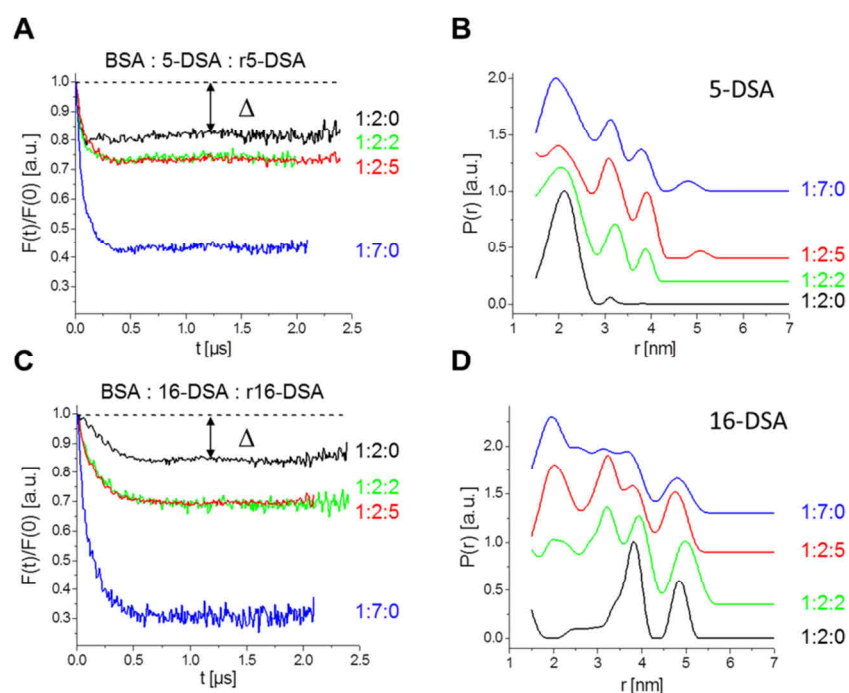 A
BSA : 5-DSA : r5-DSA
F(t)/F(0) [a.u.]
1.0
0.9
0.8
0.7
0.6
0.5
0.4
0.3
Δ
1:2:0
1:2:2
1:2:5
1:7:0
0.0 0.5 1.0 1.5 2.0 2.5
t [µs]
B
5-DSA
P(r) [a.u.]
2.0
1.5
1.0
0.5
0.0
1:7:0
1:2:5
1:2:2
1:2:0
1 2 3 4 5 6 7
r [nm]
C
BSA : 16-DSA : r16-DSA
F(t)/F(0) [a.u.]
1.0
0.9
0.8
0.7
0.6
0.5
0.4
0.3
Δ
1:2:0
1:2:2
1:2:5
1:7:0
0.0 0.5 1.0 1.5 2.0 2.5
t [µs]
D
16-DSA
P(r) [a.u.]
2.5
2.0
1.5
1.0
0.5
0.0
1:7:0
1:2:5
1:2:2
1:2:0
1 2 3 4 5 6 7
r [nm]